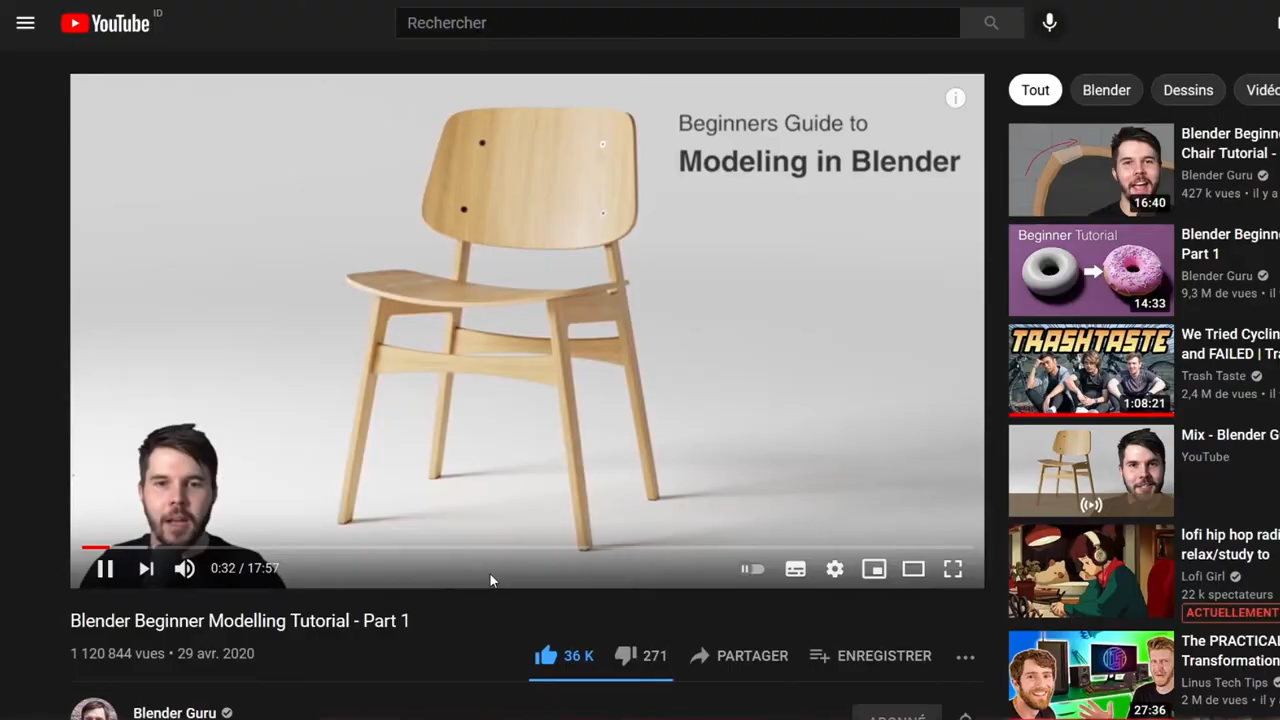 YouTube ID
Rechercher
Beginners Guide to
Modeling in Blender
0:32 / 17:57
Blender Beginner Modelling Tutorial - Part 1
1 120 844 vues • 29 avr. 2020
36 K
271
PARTAGER
ENREGISTRER
Blender Guru
ABONNÉ
Tout
Blender
Dessins
Vidéo
16:40
Blender Beginn
Chair Tutorial -
Blender Guru
427 k vues • il y a
Beginner Tutorial
14:33
Blender Beginn
Part 1
Blender Guru
9,3 M de vues • il y
TRASHTASTE
1:08:21
We Tried Cyclin
and FAILED | Tra
Trash Taste
2,4 M de vues • il y
Mix - Blender G
YouTube
lofi hip hop radi
relax/study to
Lofi Girl
22 k spectateurs
ACTUELLEMENT
27:36
The PRACTICAL
Transformation
Linus Tech Tips
2 M de vues • il y